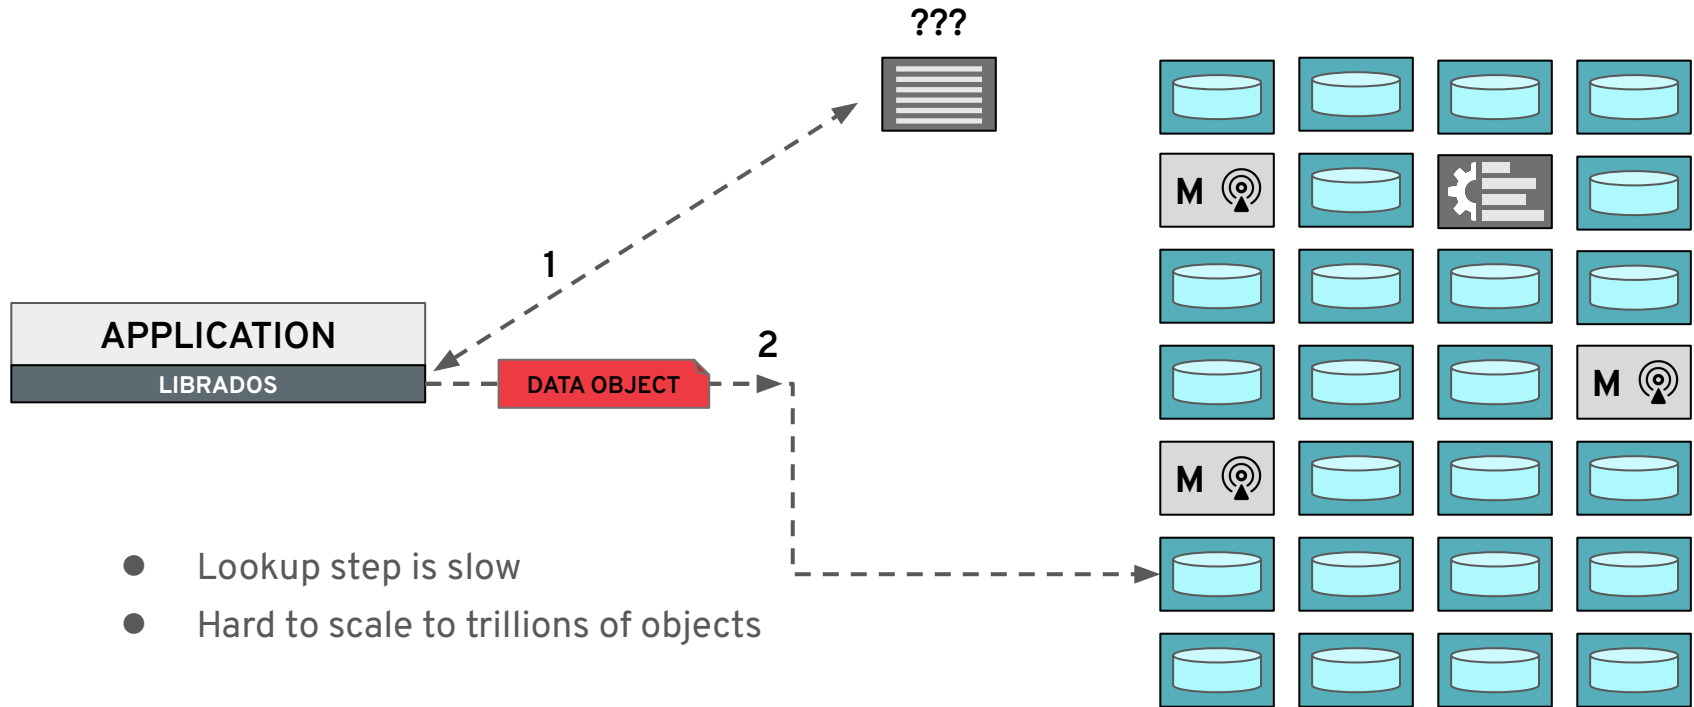 ???
M
1
APPLICATION
2
LIBRADOS
DATA OBJECT
M
M
● Lookup step is slow
● Hard to scale to trillions of objects